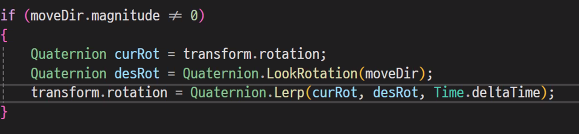 if (moveDir.magnitude ≠ 0)
{
    Quaternion curRot = transform.rotation;
    Quaternion desRot = Quaternion.LookRotation(moveDir);
    transform.rotation = Quaternion.Lerp(curRot, desRot, Time.deltaTime);
}